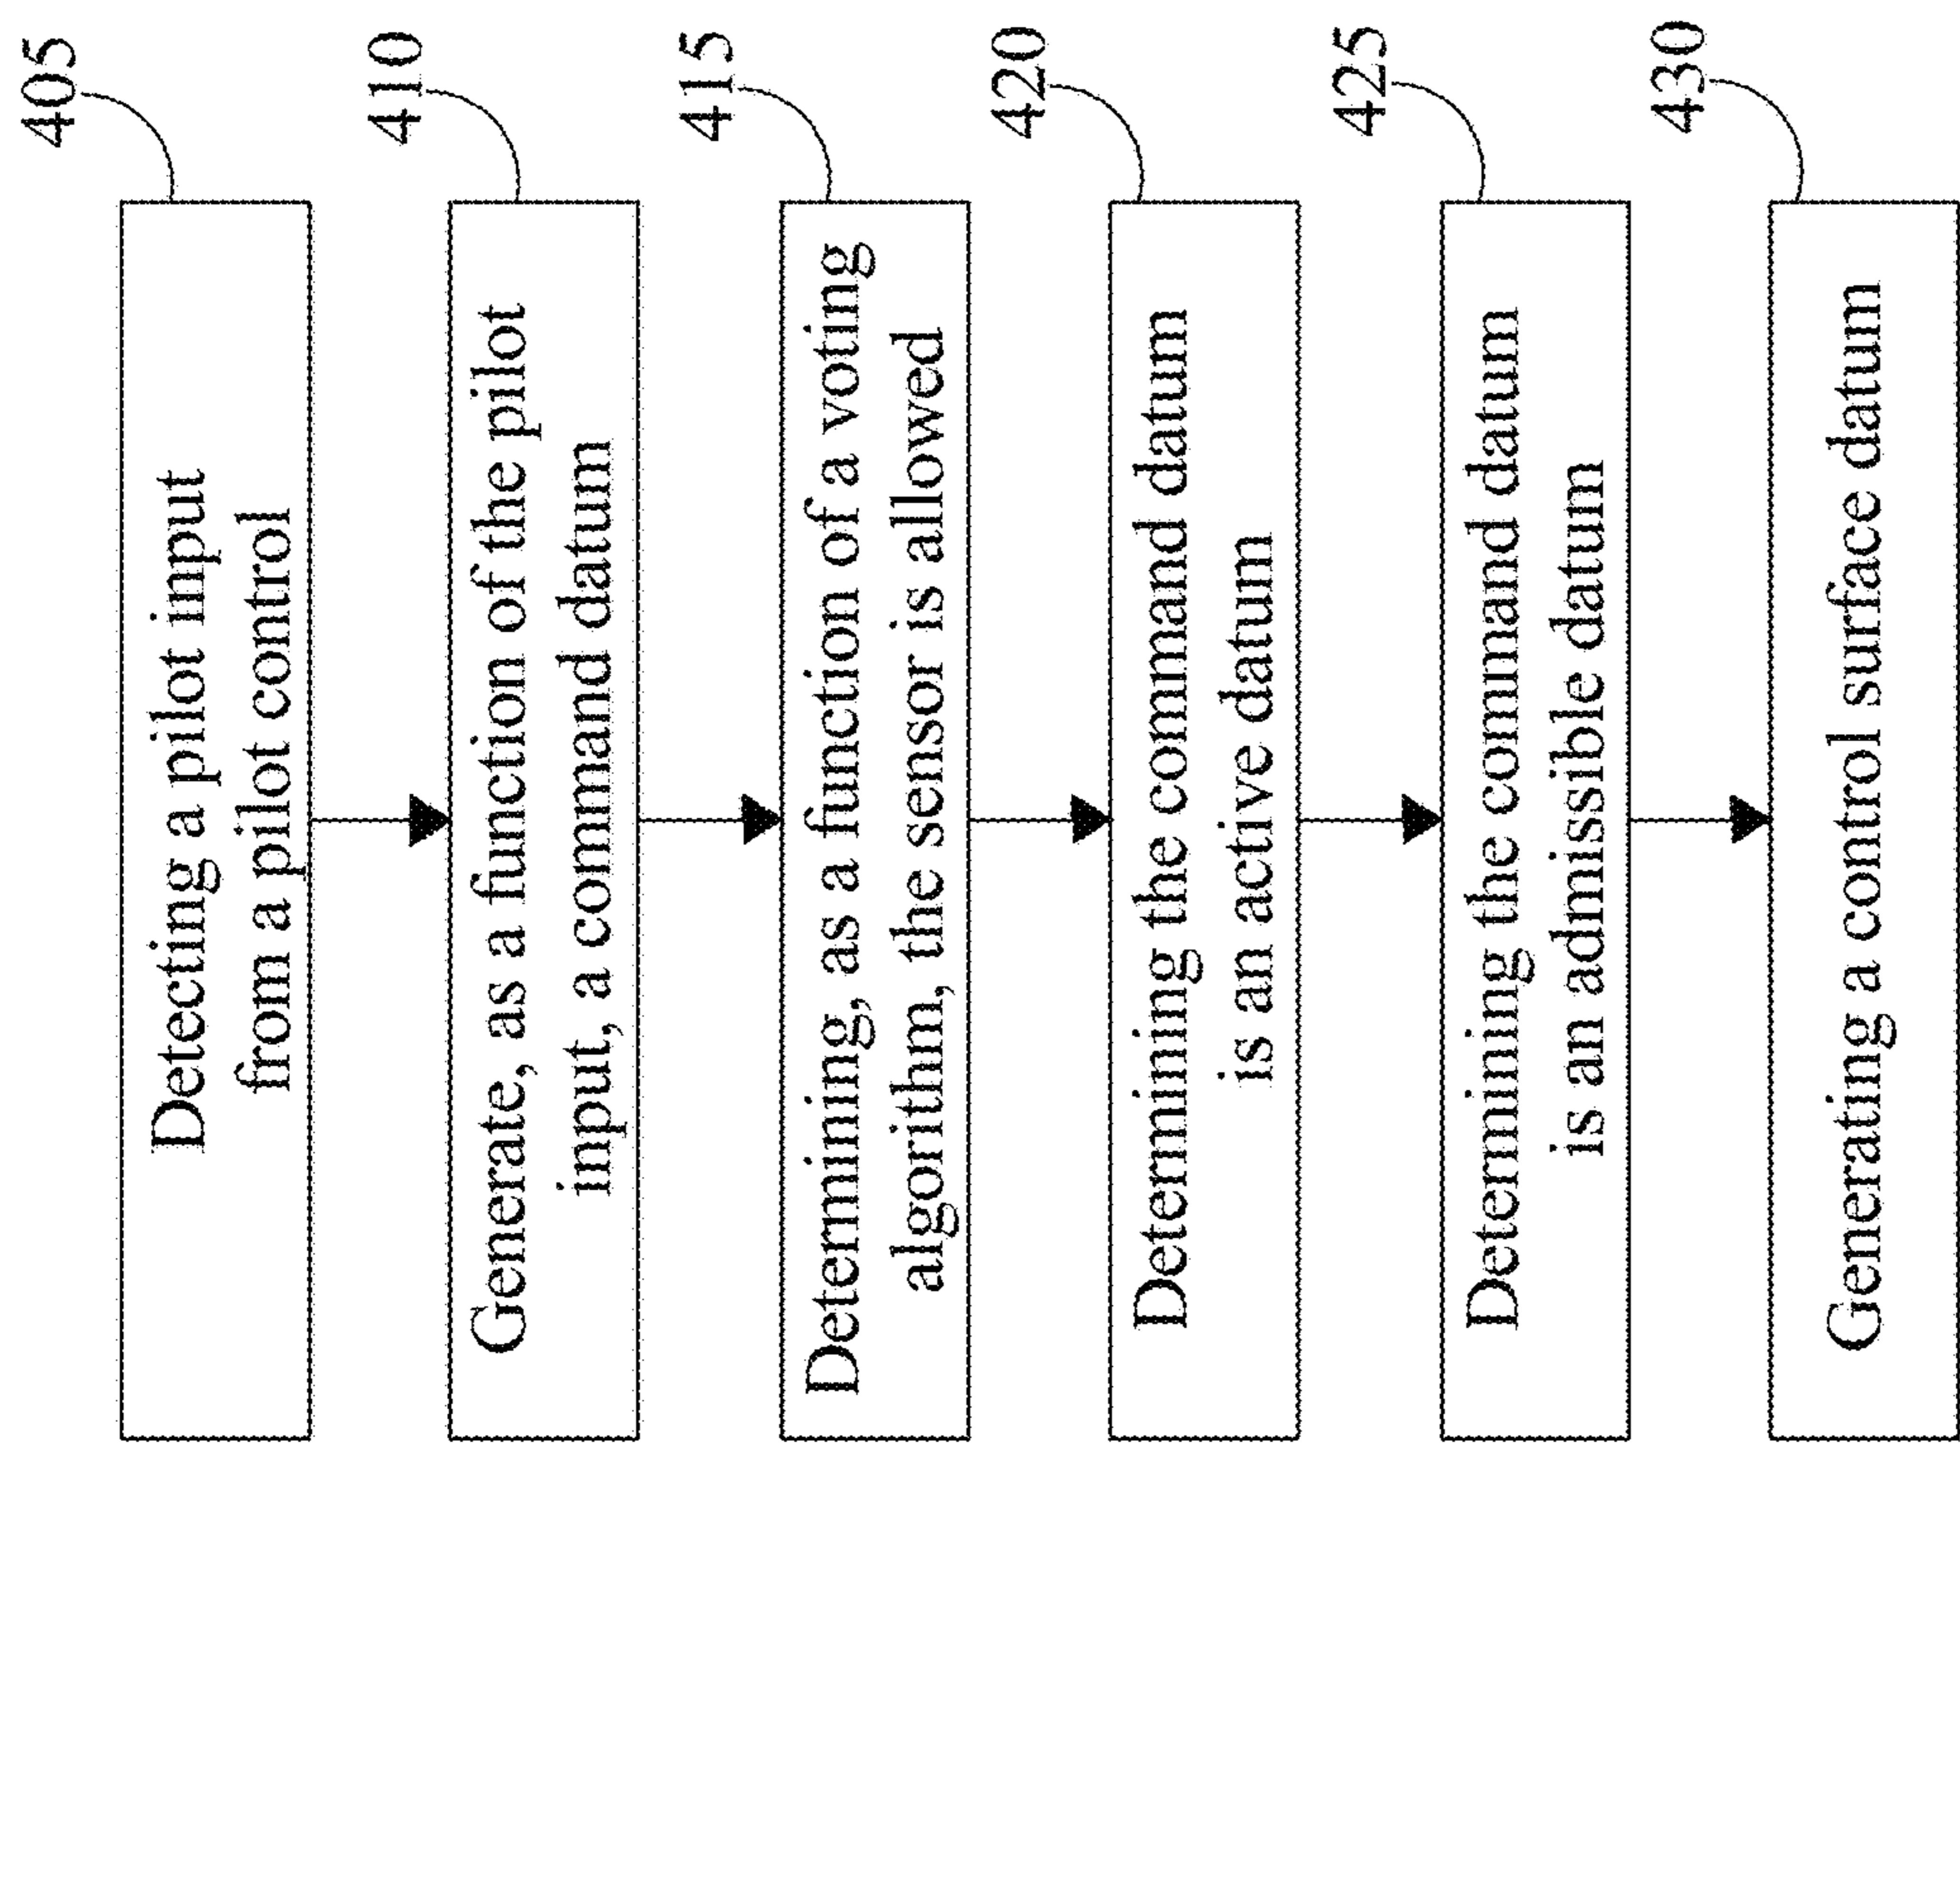 405
Detecting a pilot input
from a pilot control
410
Generate, as a function of the pilot
input, a command datum
415
Determining, as a function of a voting
algorithm, the sensor is allowed
420
Determining the command datum
is an active datum
425
Determining the command datum
is an admissible datum
430
Generating a control surface datum